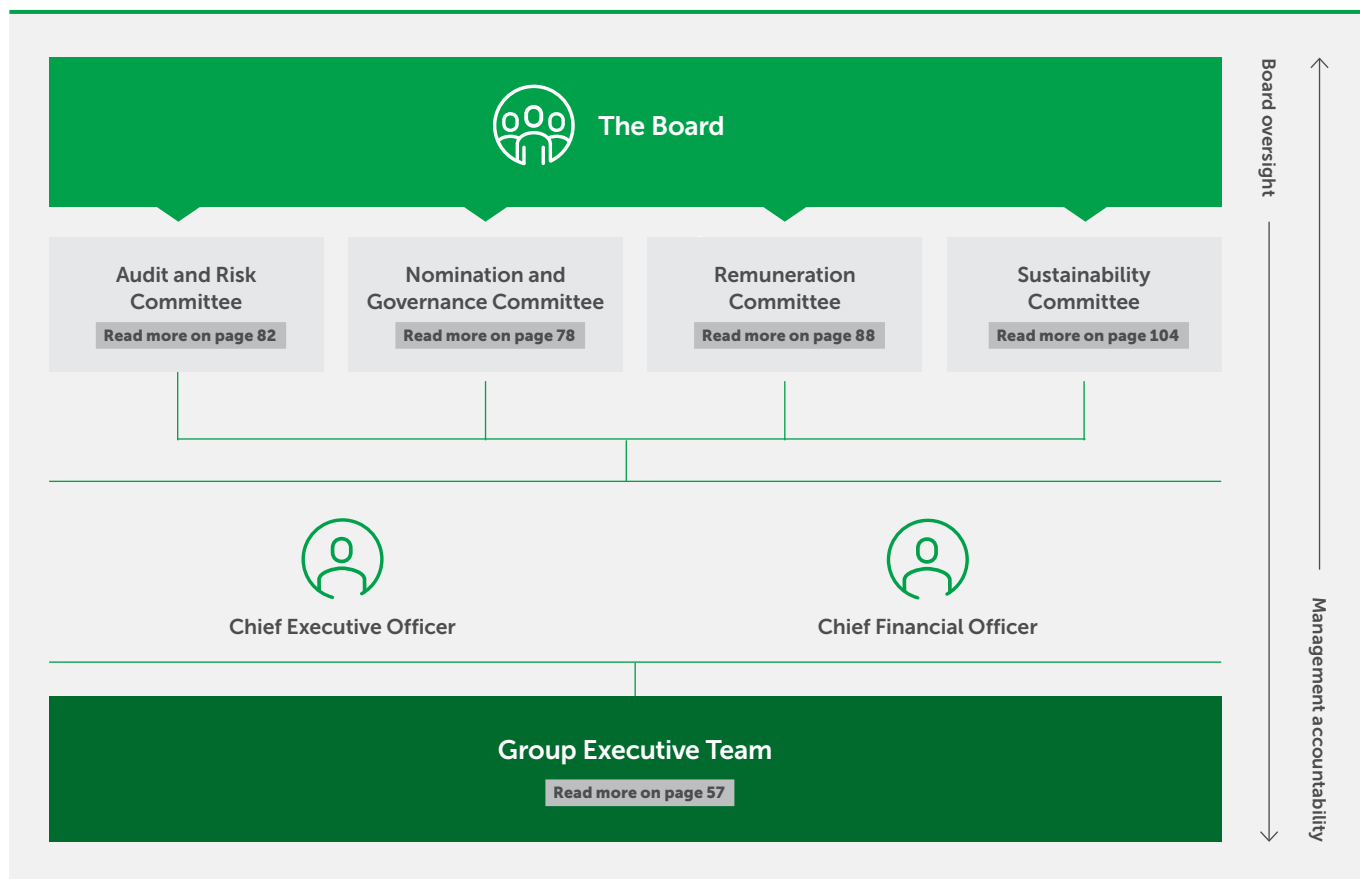 The Board
Audit and Risk
Committee
Read more on page 82
Nomination and
Governance Committee
Read more on page 78
Remuneration
Committee
Read more on page 88
Sustainability
Committee
Read more on page 104
Chief Executive Officer
Chief Financial Officer
Group Executive Team
Read more on page 57
Board oversight
Management accountability